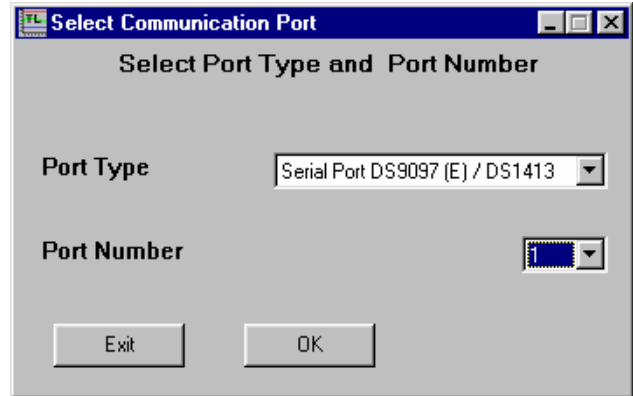 TL Select Communication Port
Select Port Type and Port Number
Port Type Serial Port DS9097 (E) / DS1413
Port Number 1
Exit OK